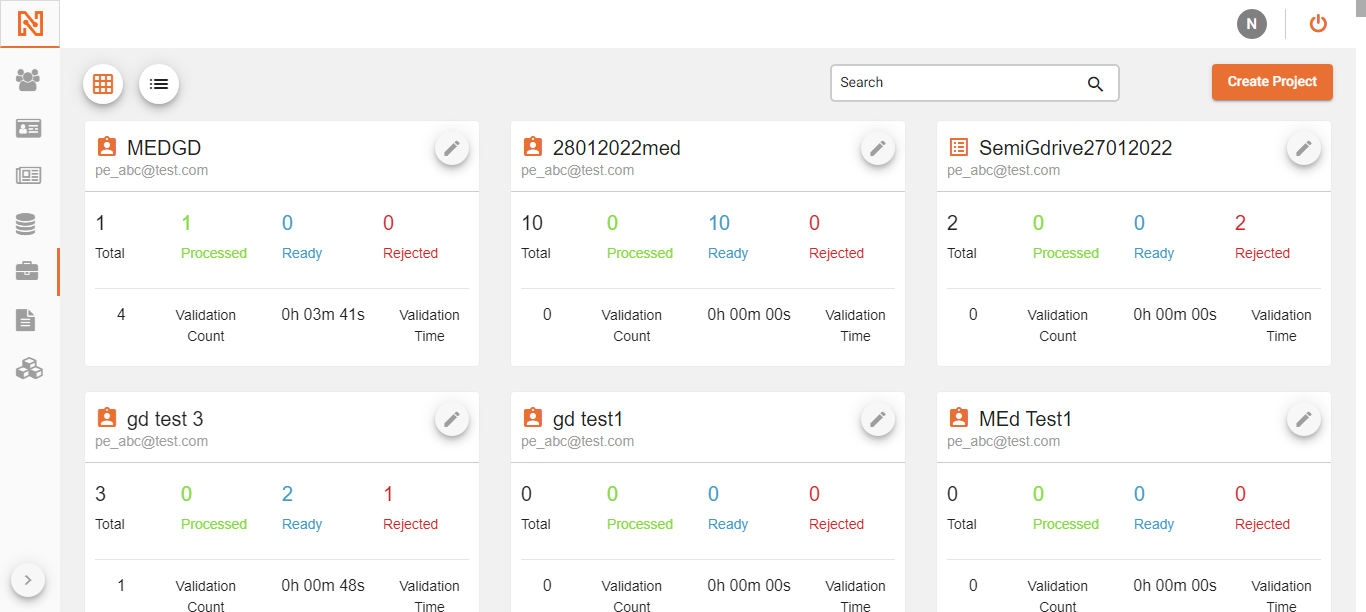 N
Search
Create Project
MEDGD
pe_abc@test.com
1 1 0 0
Total Processed Ready Rejected
4 Validation Count 0h 03m 41s Validation Time
28012022med
pe_abc@test.com
10 0 10 0
Total Processed Ready Rejected
0 Validation Count 0h 00m 00s Validation Time
SemiGdrive27012022
pe_abc@test.com
2 0 0 2
Total Processed Ready Rejected
0 Validation Count 0h 00m 00s Validation Time
gd test 3
pe_abc@test.com
3 0 2 1
Total Processed Ready Rejected
1 Validation Count 0h 00m 48s Validation Time
gd test1
pe_abc@test.com
0 0 0 0
Total Processed Ready Rejected
0 Validation Count 0h 00m 00s Validation Time
MEd Test1
pe_abc@test.com
0 0 0 0
Total Processed Ready Rejected
0 Validation Count 0h 00m 00s Validation Time